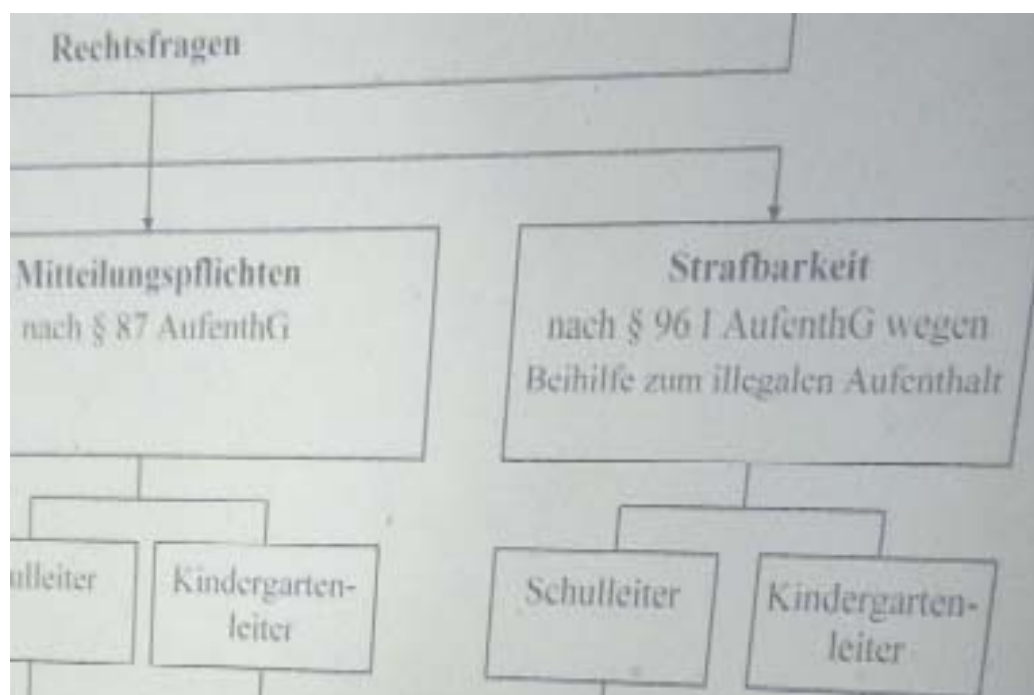 Rechtsfragen
Mitteilungspflichten
nach § 87 AufenthG
Strafbarkeit
nach § 96 I AufenthG wegen
Beihilfe zum illegalen Aufenthalt
ulleiter
Kindergarten-
leiter
Schulleiter
Kindergarten-
leiter